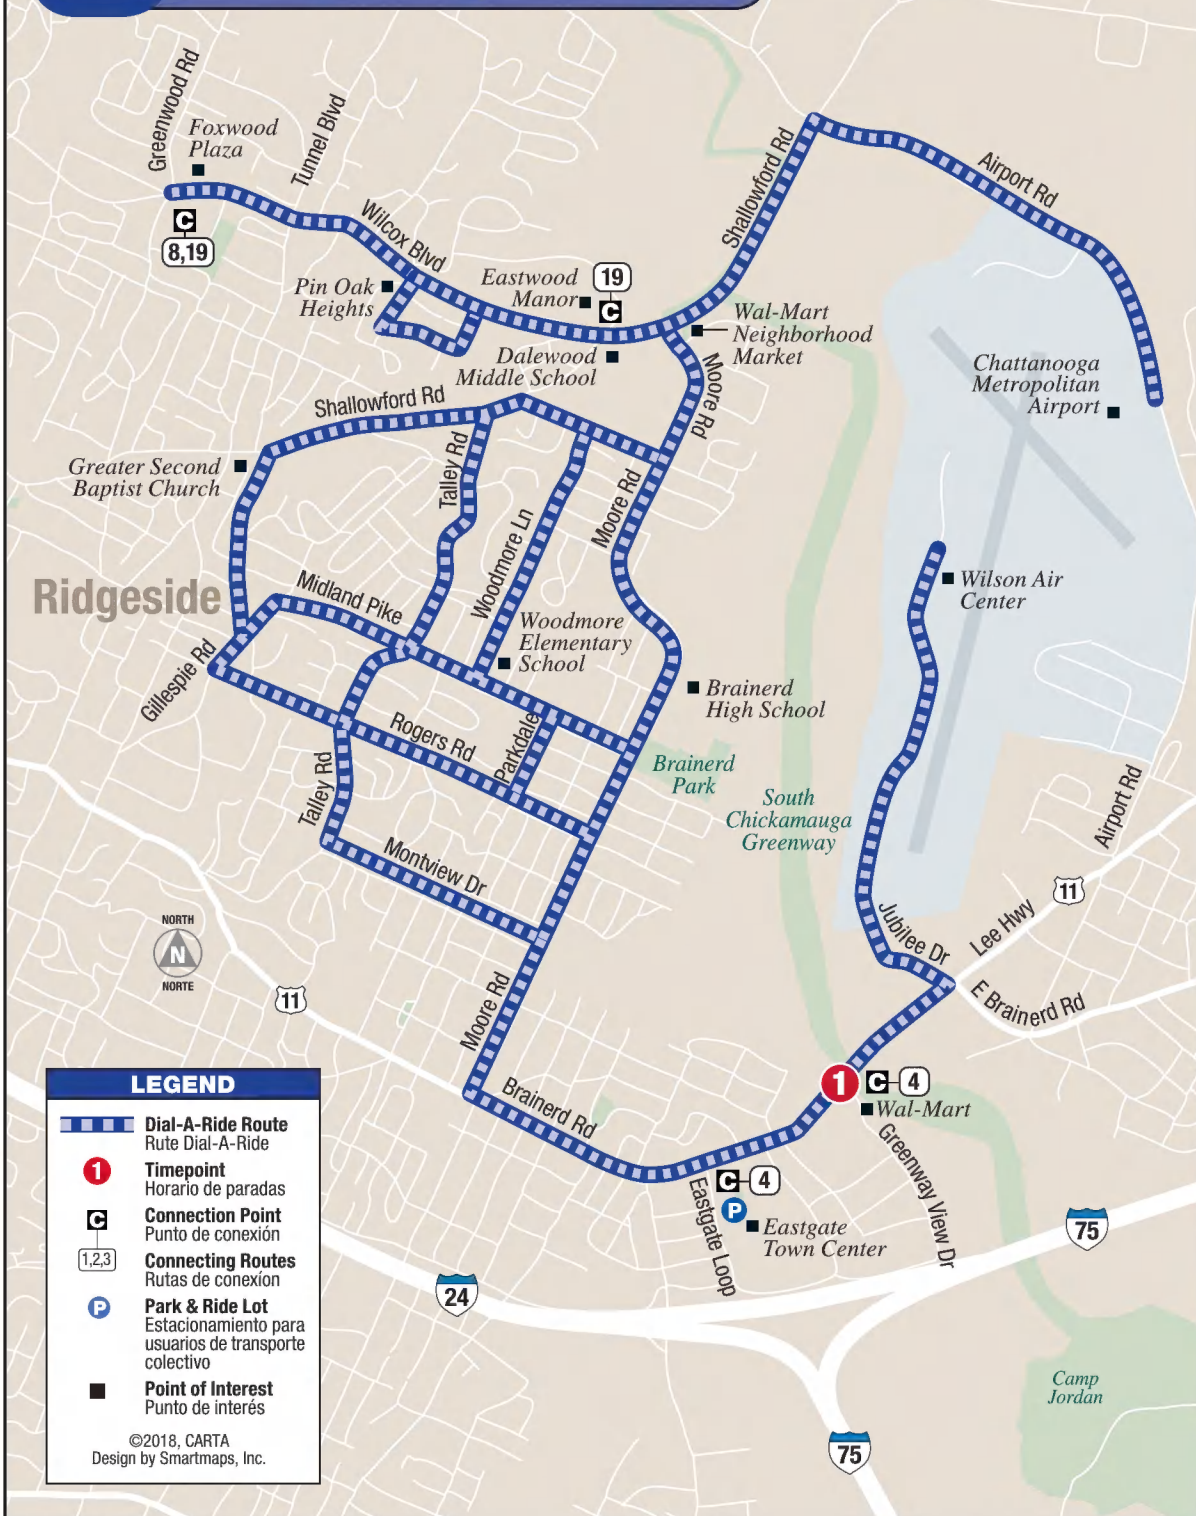 Greenwood Rd
Foxwood
Plaza
Tunnel Blvd
C
8,19
Wilcox Blvd
Pin Oak
Heights
Eastwood
Manor
19
C
Dalewood
Middle School
Shallowford Rd
Airport Rd
Wal-Mart
Neighborhood
Market
Moore Rd
Chattanooga
Metropolitan
Airport
Shallowford Rd
Talley Rd
Greater Second
Baptist Church
Moore Rd
Woodmore Ln
Ridgeside
Midland Pike
Woodmore
Elementary
School
Wilson Air
Center
Gillespie Rd
Brainerd
High School
Rogers Rd
Parkdale
Brainerd
Park
Talley Rd
South
Chickamauga
Greenway
Airport Rd
Montview Dr
11
Jubilee Dr
Lee Hwy
NORTH
N
NORTE
11
Moore Rd
E Brainerd Rd
1
C
4
Wal-Mart
Brainerd Rd
Greenway View Dr
C
4
P
Eastgate
Town Center
Eastgate Loop
75
24
Camp
Jordan
75
LEGEND
Dial-A-Ride Route
Rute Dial-A-Ride
1
Timepoint
Horario de paradas
C
Connection Point
Punto de conexión
1,2,3
Connecting Routes
Rutas de conexíon
P
Park & Ride Lot
Estacionamiento para
usuarios de transporte
colectivo
Point of Interest
Punto de interés
©2018, CARTA
Design by Smartmaps, Inc.